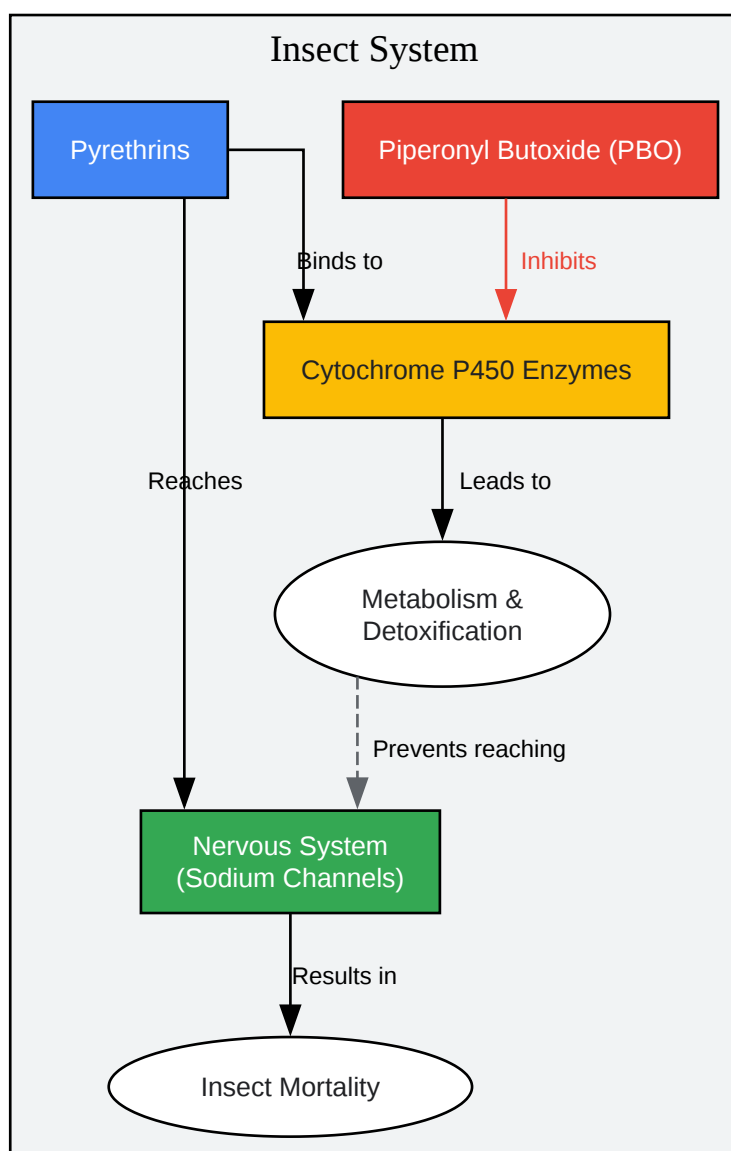 Insect System
Pyrethrins
Piperonyl Butoxide (PBO)
Binds to
Inhibits
Cytochrome P450 Enzymes
Reaches
Leads to
Metabolism &
Detoxification
Prevents reaching
Nervous System
(Sodium Channels)
Results in
Insect Mortality